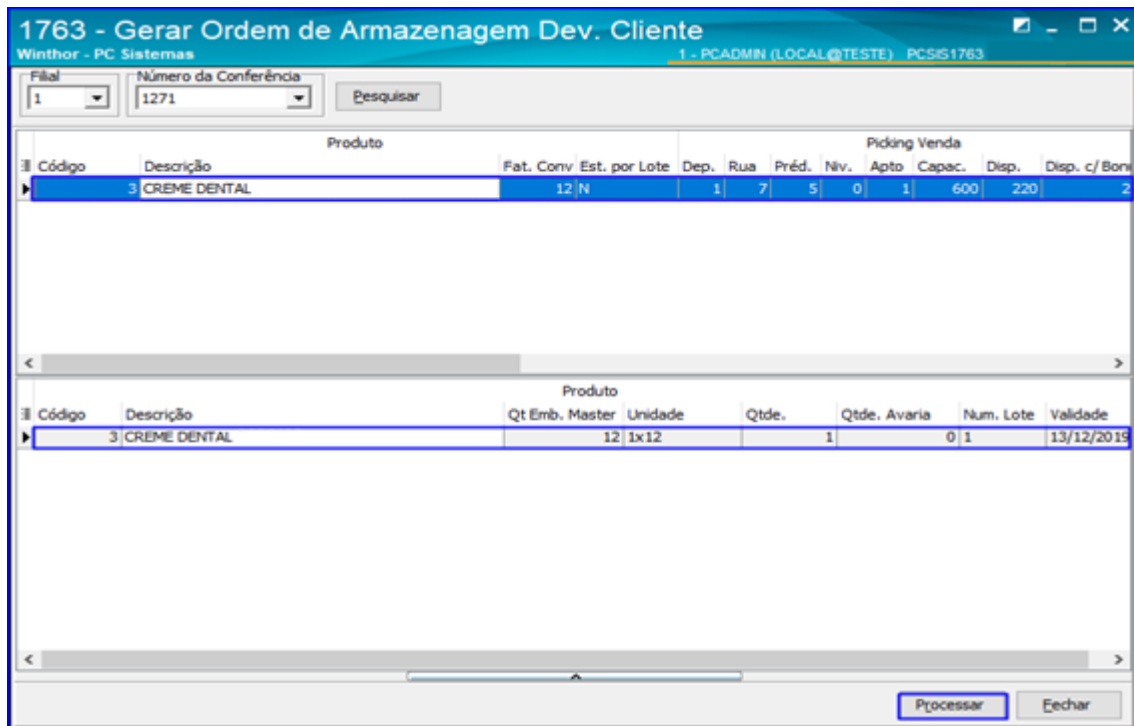 1763 - Gerar Ordem de Armazenagem Dev. Cliente
Winthor - PC Sistemas 1 - PCADMIN (LOCAL@TESTE) PCSIS1763
Filial Número da Conferência
1 1271 Pesquisar
Produto Picking Venda
Código Descrição Fat. Conv Est. por Lote Dep. Rua Préd. Niv. Apto Capac. Disp. Disp. c/ Bon
3 CREME DENTAL 12 N 1 7 5 0 1 600 220 2
Produto
Código Descrição Qt Emb. Master Unidade Qtde. Qtde. Avaria Num. Lote Validade
3 CREME DENTAL 12 1x12 1 0 1 13/12/2019
Processar Fechar